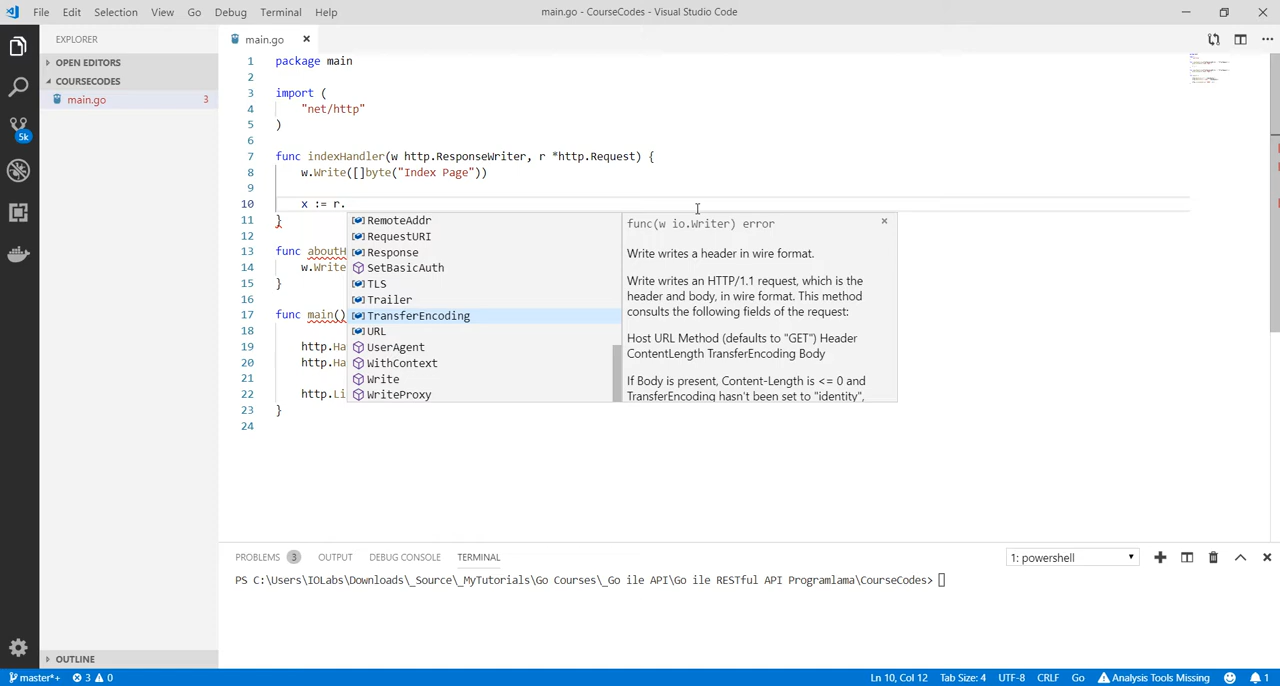 File Edit Selection View Go Debug Terminal Help
main.go - CourseCodes - Visual Studio Code
EXPLORER
OPEN EDITORS
COURSECODES
main.go 3
5k
OUTLINE
main.go
1 package main
2
3 import (
4 "net/http"
5 )
6
7 func indexHandler(w http.ResponseWriter, r *http.Request) {
8 w.Write([]byte("Index Page"))
9
10 x := r.
11 }
12
13 func aboutH
14 w.Write
15 }
16
17 func main()
18
19 http.Ha
20 http.Ha
21
22 http.Li
23 }
24
RemoteAddr
RequestURI
Response
SetBasicAuth
TLS
Trailer
TransferEncoding
URL
UserAgent
WithContext
Write
WriteProxy
func(w io.Writer) error
Write writes a header in wire format.
Write writes an HTTP/1.1 request, which is the
header and body, in wire format. This method
consults the following fields of the request:
Host URL Method (defaults to "GET") Header
ContentLength TransferEncoding Body
If Body is present, Content-Length is <= 0 and
TransferEncoding hasn't been set to "identity",
PROBLEMS 3 OUTPUT DEBUG CONSOLE TERMINAL
1: powershell
PS C:\Users\IOLabs\Downloads\_Source\_MyTutorials\Go Courses\_Go ile API\Go ile RESTful API Programlama\CourseCodes>
master*+ 3 0
Ln 10, Col 12 Tab Size: 4 UTF-8 CRLF Go Analysis Tools Missing 1